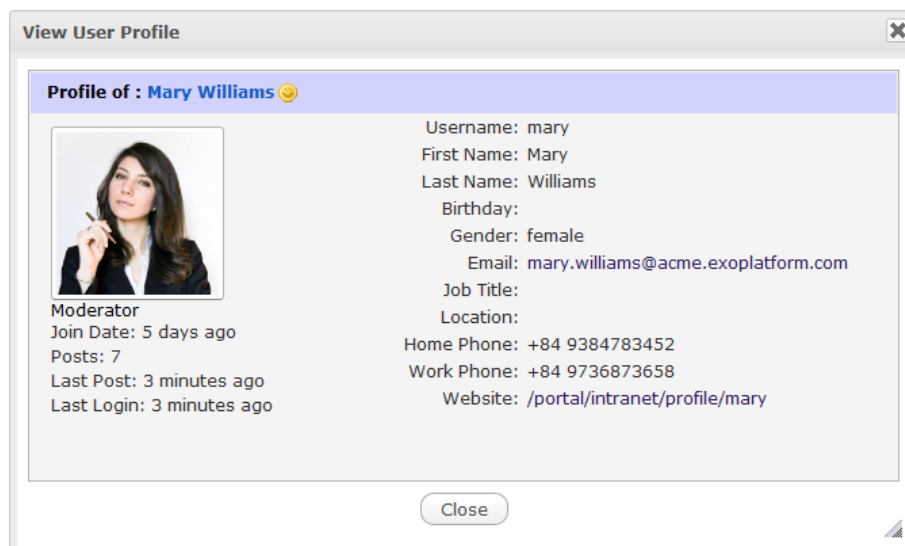 View User Profile
Profile of : Mary Williams
Username: mary
First Name: Mary
Last Name: Williams
Birthday:
Gender: female
Email: mary.williams@acme.exoplatform.com
Job Title:
Location:
Home Phone: +84 9384783452
Work Phone: +84 9736873658
Website: /portal/intranet/profile/mary
Moderator
Join Date: 5 days ago
Posts: 7
Last Post: 3 minutes ago
Last Login: 3 minutes ago
Close